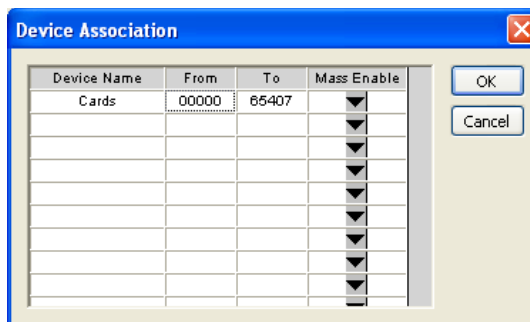 Device Association
Device Name From To Mass Enable
Cards 00000 65407
OK
Cancel